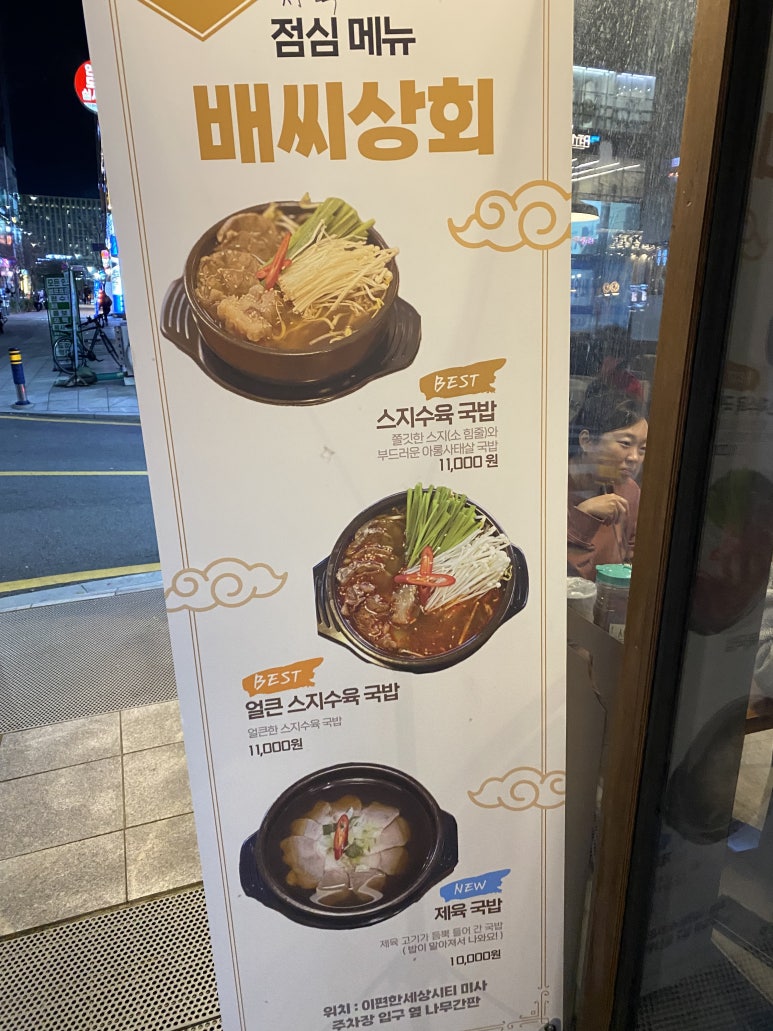 점심 메뉴
배씨상회
BEST
스지수육 국밥
쫄깃한 스지(소 힘줄)와
부드러운 아롱사태살 국밥
11,000 원
BEST
얼큰 스지수육 국밥
얼큰한 스지수육 국밥
11,000원
NEW
제육 국밥
제육 고기가 듬뿍 들어 간 국밥
( 밥이 말아져서 나와요! )
10,000원
위치 : 이편한세상시티 미사
주차장 입구 옆 나무간판